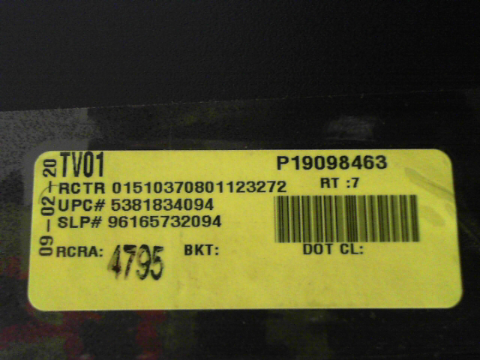 09-02-20
TV01 P19098463
RCTR 01510370801123272 RT :7
UPC# 5381834094
SLP# 96165732094
RCRA: 4795 BKT: DOT CL: